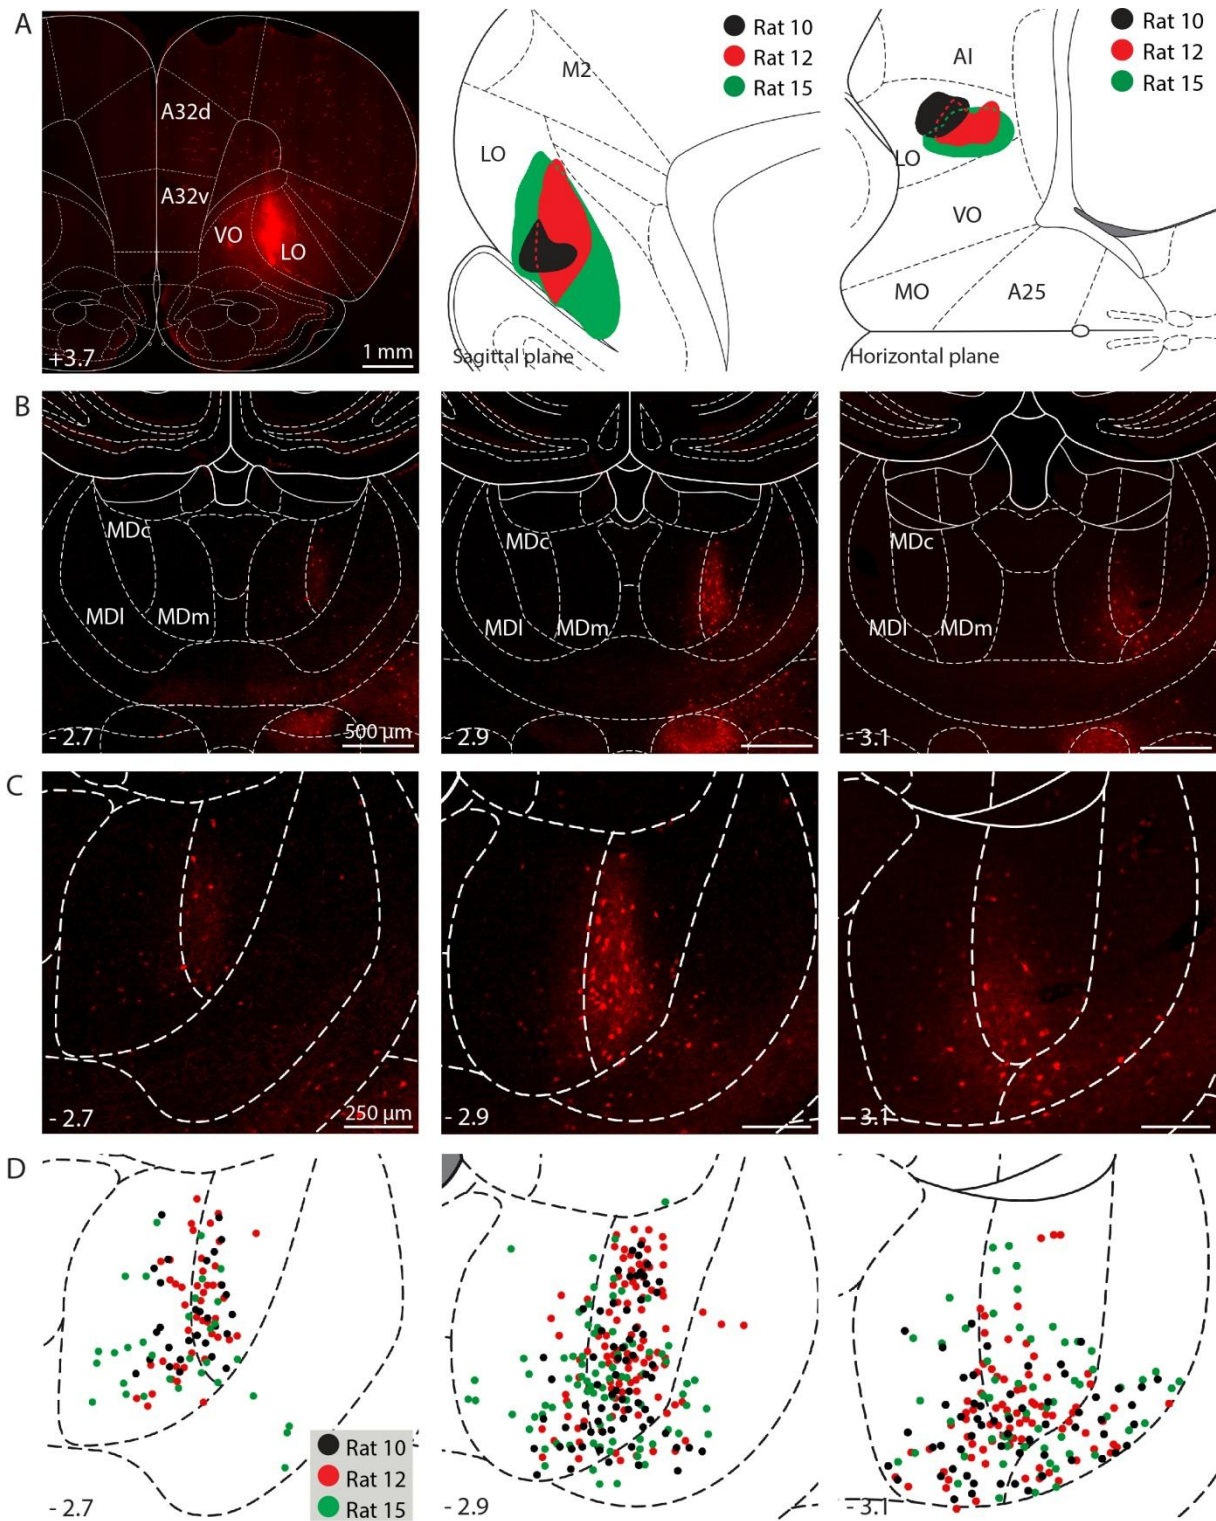 A
A32d
A32v
VO
LO
+3.7
1 mm
M2
LO
Rat 10
Rat 12
Rat 15
Sagittal plane
AI
LO
VO
MO
A25
Rat 10
Rat 12
Rat 15
Horizontal plane
B
MDc
MDl
MDm
- 2.7
500 µm
MDc
MDl
MDm
- 2.9
MDc
MDl
MDm
- 3.1
C
- 2.7
250 µm
- 2.9
- 3.1
D
- 2.7
Rat 10
Rat 12
Rat 15
- 2.9
- 3.1